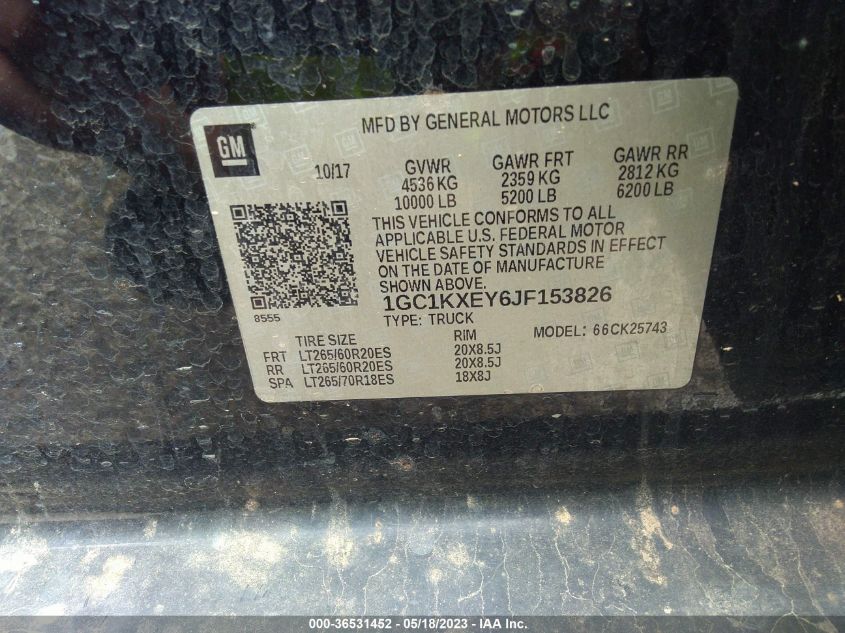 MFD BY GENERAL MOTORS LLC
GM
10/17 GVWR GAWR FRT GAWR RR
4536 KG 2359 KG 2812 KG
10000 LB 5200 LB 6200 LB
THIS VEHICLE CONFORMS TO ALL
APPLICABLE U.S. FEDERAL MOTOR
VEHICLE SAFETY STANDARDS IN EFFECT
ON THE DATE OF MANUFACTURE
SHOWN ABOVE.
8555
1GC1KXEY6JF153826
TYPE: TRUCK MODEL: 66CK25743
TIRE SIZE RIM
FRT LT265/60R20ES 20X8.5J
RR LT265/60R20ES 20X8.5J
SPA LT265/70R18ES 18X8J
000-36531452 - 05/18/2023 - IAA Inc.